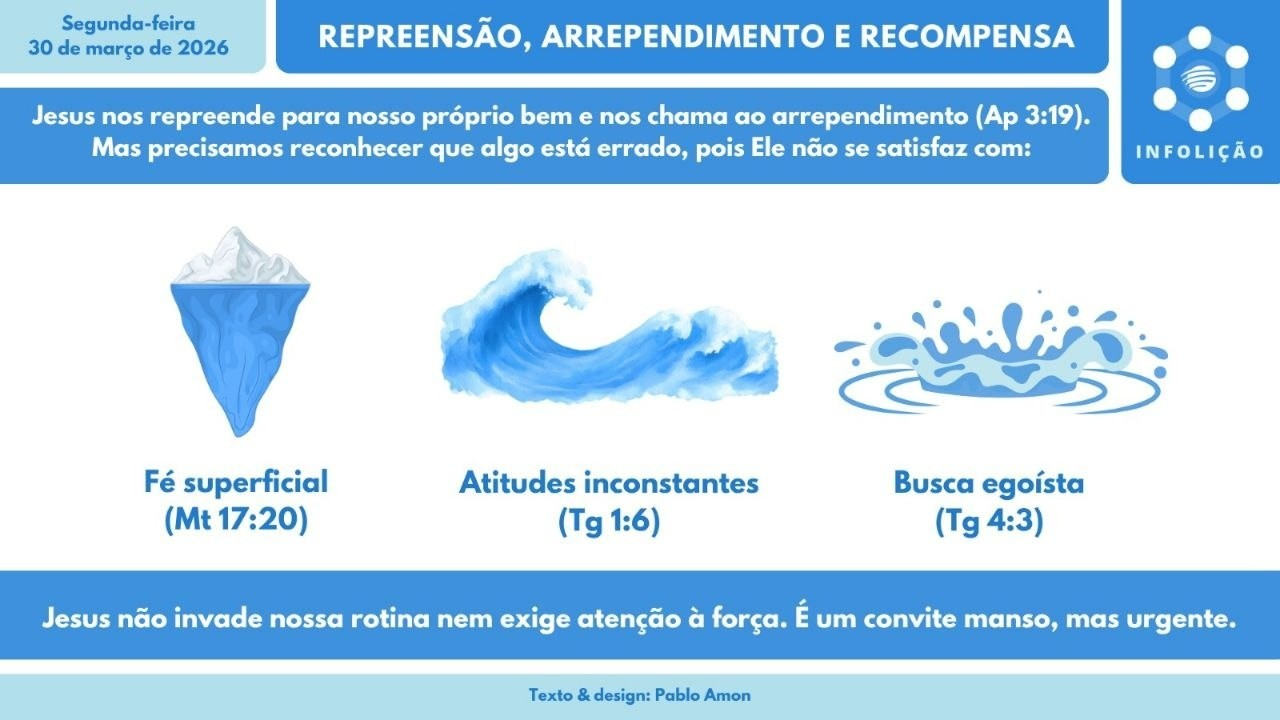 Segunda-feira
30 de março de 2026
REPREENSÃO, ARREPENDIMENTO E RECOMPENSA
INFOLIÇÃO
Jesus nos repreende para nosso próprio bem e nos chama ao arrependimento (Ap 3:19).
Mas precisamos reconhecer que algo está errado, pois Ele não se satisfaz com:
Fé superficial
(Mt 17:20)
Atitudes inconstantes
(Tg 1:6)
Busca egoísta
(Tg 4:3)
Jesus não invade nossa rotina nem exige atenção à força. É um convite manso, mas urgente.
Texto & design: Pablo Amon